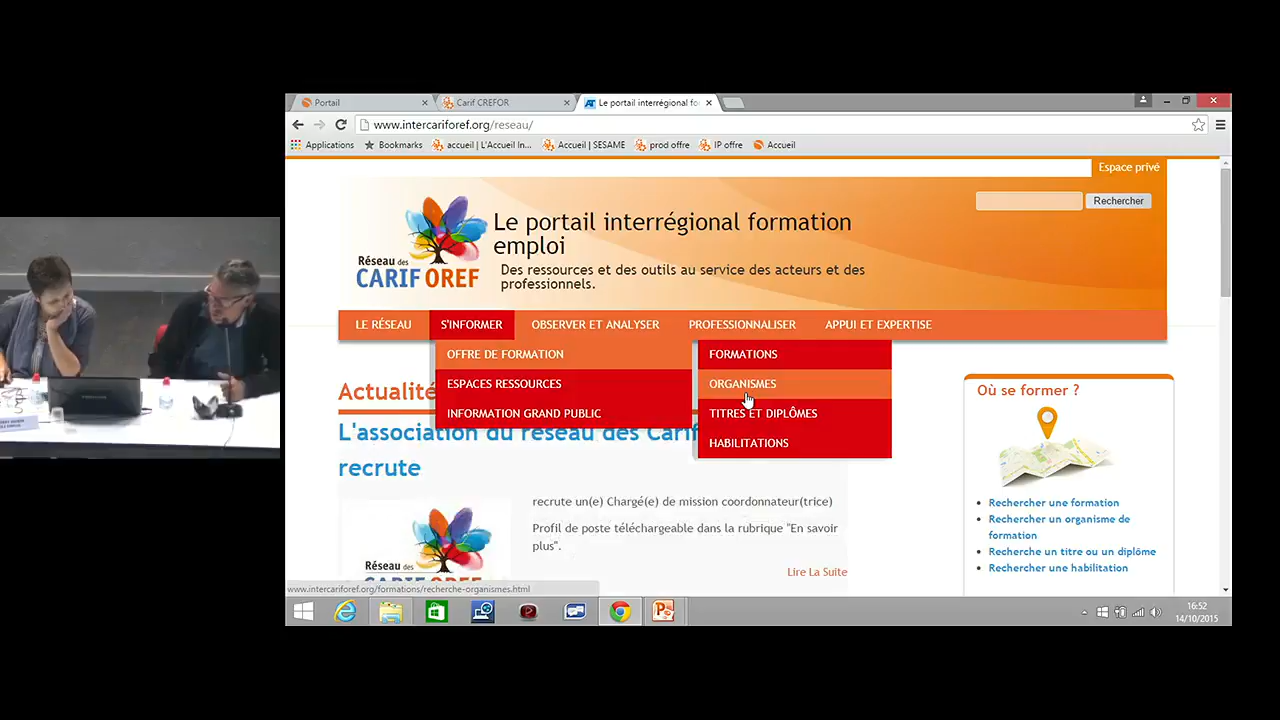 Portail
Carif CREFOR
Le portail interrégional fo
www.intercariforef.org/reseau/
Applications
Bookmarks
accueil | L'Accueil In...
Accueil | SESAME
prod offre
IP offre
Accueil
Espace privé
Rechercher
Le portail interrégional formation
emploi
Des ressources et des outils au service des acteurs et des
professionnels.
Réseau des
CARIF OREF
LE RÉSEAU
S'INFORMER
OBSERVER ET ANALYSER
PROFESSIONNALISER
APPUI ET EXPERTISE
OFFRE DE FORMATION
ESPACES RESSOURCES
INFORMATION GRAND PUBLIC
FORMATIONS
ORGANISMES
TITRES ET DIPLÔMES
HABILITATIONS
Actualité
L'association du réseau des Carif
recrute
recrute un(e) Chargé(e) de mission coordonnateur(trice)
Profil de poste téléchargeable dans la rubrique "En savoir
plus".
Lire La Suite
Réseau des
CARIF OREF
Où se former ?
Rechercher une formation
Rechercher un organisme de
formation
Recherche un titre ou un diplôme
Rechercher une habilitation
www.intercariforef.org/formations/recherche-organismes.html
16:52
14/10/2015